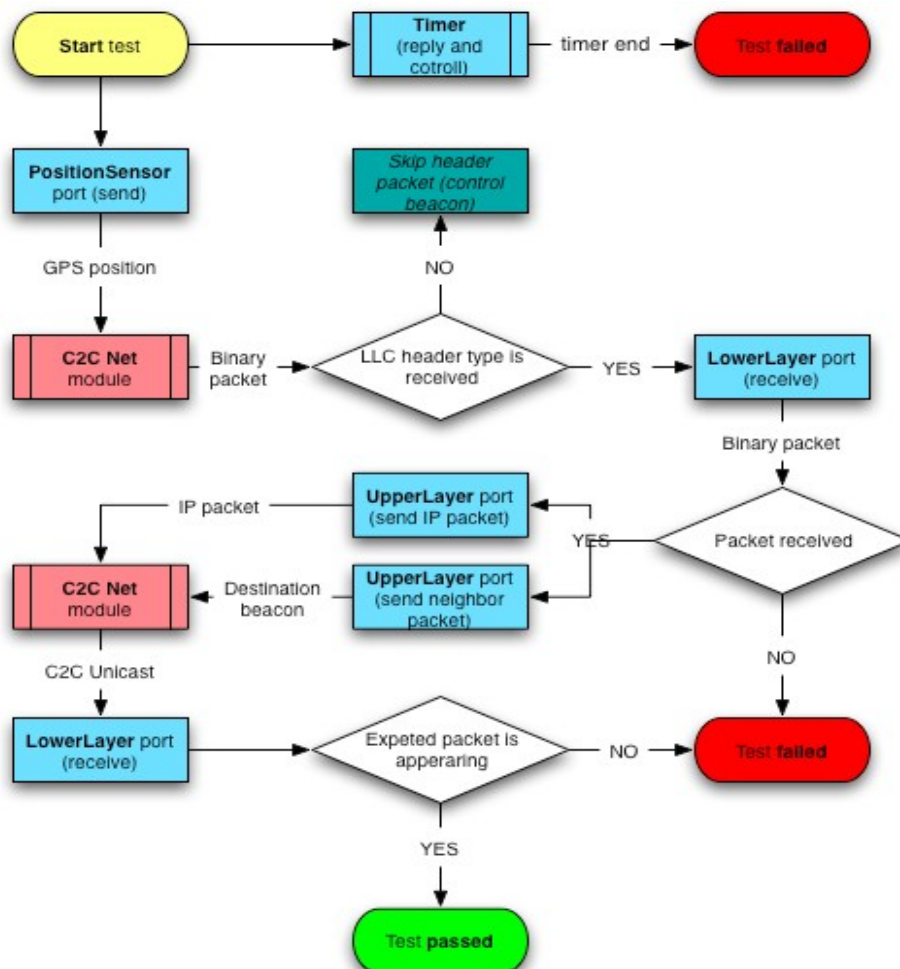 Start test
Timer
(reply and
cotroll)
timer end
Test failed
PositionSensor
port (send)
Skip header
packet (control
beacon)
GPS position
NO
C2C Net
module
Binary
packet
LLC header type is
received
YES
LowerLayer port
(receive)
Binary packet
UpperLayer port
(send IP packet)
IP packet
YES
Packet received
C2C Net
module
Destination
beacon
UpperLayer port
(send neighbor
packet)
C2C Unicast
NO
LowerLayer port
(receive)
Expeted packet is
apperaring
NO
Test failed
YES
Test passed